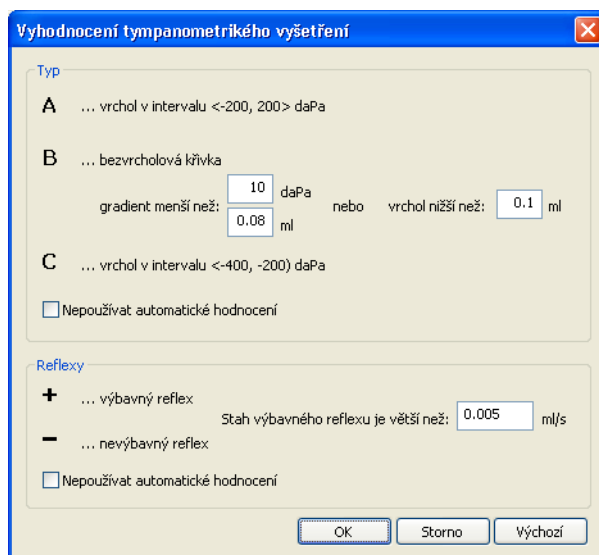 Vyhodnocení tympanometrikého vyšetření
Typ
A ... vrchol v intervalu <-200, 200> daPa
B ... bezvrcholová křivka
gradient menší než: 10 daPa nebo vrchol nižší než: 0.1 ml
0.08 ml
C ... vrchol v intervalu <-400, -200) daPa
Nepoužívat automatické hodnocení
Reflexy
+ ... výbavný reflex
Stah výbavného reflexu je větší než: 0.005 ml/s
− ... nevýbavný reflex
Nepoužívat automatické hodnocení
OK Storno Výchozí